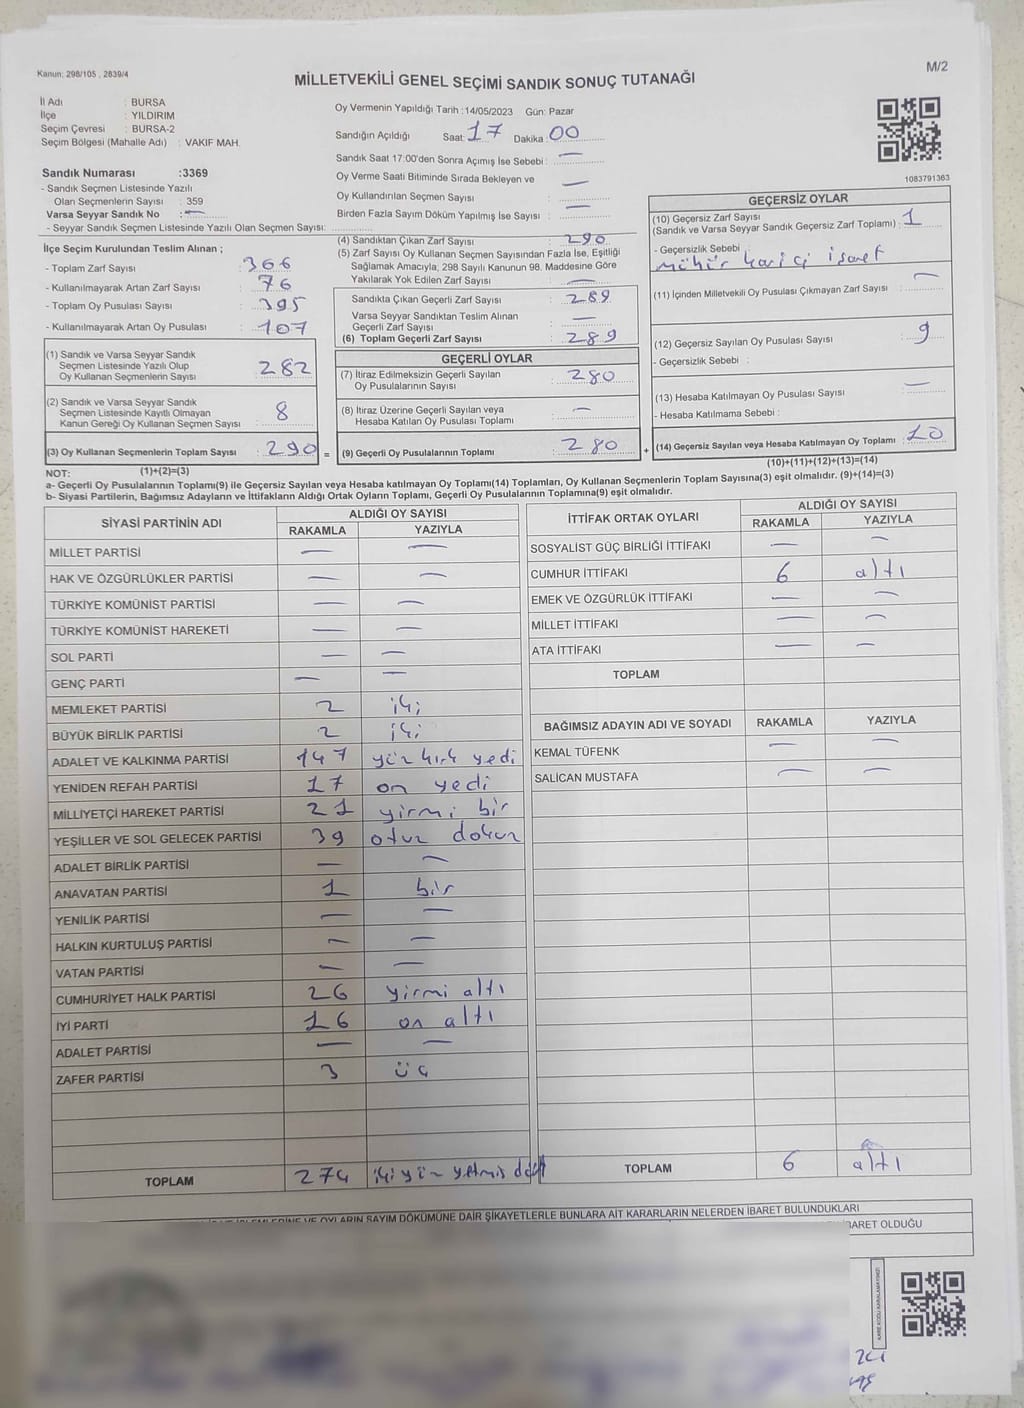 Kanun: 298/105 , 2839/4
MİLLETVEKİLİ GENEL SEÇİMİ SANDIK SONUÇ TUTANAĞI
M/2
İl Adı : BURSA
İlçe : YILDIRIM
Seçim Çevresi : BURSA-2
Seçim Bölgesi (Mahalle Adı) : VAKIF MAH.
Oy Vermenin Yapıldığı Tarih :14/05/2023 Gün: Pazar
Sandığın Açıldığı Saat: 17 Dakika 00
Sandık Saat 17:00'den Sonra Açımış İse Sebebi : —
Oy Verme Saati Bitiminde Sırada Bekleyen ve
Oy Kullandırılan Seçmen Sayısı : —
Birden Fazla Sayım Döküm Yapılmış İse Sayısı : —
1083791363
Sandık Numarası :3369
- Sandık Seçmen Listesinde Yazılı
Olan Seçmenlerin Sayısı : 359
Varsa Seyyar Sandık No : —
- Seyyar Sandık Seçmen Listesinde Yazılı Olan Seçmen Sayısı:
İlçe Seçim Kurulundan Teslim Alınan ;
- Toplam Zarf Sayısı : 366
- Kullanılmayarak Artan Zarf Sayısı : 76
- Toplam Oy Pusulası Sayısı : 395
- Kullanılmayarak Artan Oy Pusulası : 107
(1) Sandık ve Varsa Seyyar Sandık
Seçmen Listesinde Yazılı Olup
Oy Kullanan Seçmenlerin Sayısı : 282
(2) Sandık ve Varsa Seyyar Sandık
Seçmen Listesinde Kayıtlı Olmayan
Kanun Gereği Oy Kullanan Seçmen Sayısı : 8
(3) Oy Kullanan Seçmenlerin Toplam Sayısı : 290 =
(4) Sandıktan Çıkan Zarf Sayısı : 290
(5) Zarf Sayısı Oy Kullanan Seçmen Sayısından Fazla İse, Eşitliği
Sağlamak Amacıyla, 298 Sayılı Kanunun 98. Maddesine Göre
Yakılarak Yok Edilen Zarf Sayısı : —
Sandıkta Çıkan Geçerli Zarf Sayısı : 289
Varsa Seyyar Sandıktan Teslim Alınan
Geçerli Zarf Sayısı : —
(6) Toplam Geçerli Zarf Sayısı : 289
GEÇERLİ OYLAR
(7) İtiraz Edilmeksizin Geçerli Sayılan
Oy Pusulalarının Sayısı : 280
(8) İtiraz Üzerine Geçerli Sayılan veya
Hesaba Katılan Oy Pusulası Toplamı : —
(9) Geçerli Oy Pusulalarının Toplamı : 280 +
GEÇERSİZ OYLAR
(10) Geçersiz Zarf Sayısı
(Sandık ve Varsa Seyyar Sandık Geçersiz Zarf Toplamı) : 1
- Geçersizlik Sebebi :
mühür harici işaret
(11) İçinden Milletvekili Oy Pusulası Çıkmayan Zarf Sayısı : —
(12) Geçersiz Sayılan Oy Pusulası Sayısı : 9
- Geçersizlik Sebebi :
(13) Hesaba Katılmayan Oy Pusulası Sayısı : —
- Hesaba Katılmama Sebebi :
(14) Geçersiz Sayılan veya Hesaba Katılmayan Oy Toplamı : 10
NOT: (1)+(2)=(3)
(10)+(11)+(12)+(13)=(14)
a- Geçerli Oy Pusulalarının Toplamı(9) ile Geçersiz Sayılan veya Hesaba katılmayan Oy Toplamı(14) Toplamları, Oy Kullanan Seçmenlerin Toplam Sayısına(3) eşit olmalıdır. (9)+(14)=(3)
b- Siyasi Partilerin, Bağımsız Adayların ve İttifakların Aldığı Ortak Oyların Toplamı, Geçerli Oy Pusulalarının Toplamına(9) eşit olmalıdır.
SİYASİ PARTİNİN ADI ALDIĞI OY SAYISI
RAKAMLA YAZIYLA
MİLLET PARTİSİ — —
HAK VE ÖZGÜRLÜKLER PARTİSİ — —
TÜRKİYE KOMÜNİST PARTİSİ — —
TÜRKİYE KOMÜNİST HAREKETİ — —
SOL PARTİ — —
GENÇ PARTİ — —
MEMLEKET PARTİSİ 2 iki
BÜYÜK BİRLİK PARTİSİ 2 iki
ADALET VE KALKINMA PARTİSİ 147 yüz kırk yedi
YENİDEN REFAH PARTİSİ 17 on yedi
MİLLİYETÇİ HAREKET PARTİSİ 21 yirmi bir
YEŞİLLER VE SOL GELECEK PARTİSİ 39 otuz dokuz
ADALET BİRLİK PARTİSİ — —
ANAVATAN PARTİSİ 1 bir
YENİLİK PARTİSİ — —
HALKIN KURTULUŞ PARTİSİ — —
VATAN PARTİSİ — —
CUMHURİYET HALK PARTİSİ 26 yirmi altı
İYİ PARTİ 16 on altı
ADALET PARTİSİ — —
ZAFER PARTİSİ 3 üç
TOPLAM 274 iki yüz yetmiş dört
İTTİFAK ORTAK OYLARI ALDIĞI OY SAYISI
RAKAMLA YAZIYLA
SOSYALİST GÜÇ BİRLİĞİ İTTİFAKI — —
CUMHUR İTTİFAKI 6 altı
EMEK VE ÖZGÜRLÜK İTTİFAKI — —
MİLLET İTTİFAKI — —
ATA İTTİFAKI — —
TOPLAM
BAĞIMSIZ ADAYIN ADI VE SOYADI RAKAMLA YAZIYLA
KEMAL TÜFENK — —
SALİCAN MUSTAFA — —
TOPLAM 6 altı
VE OYLARIN SAYIM DÖKÜMÜNE DAİR ŞİKAYETLERLE BUNLARA AİT KARARLARIN NELERDEN İBARET BULUNDUKLARI
İBARET OLDUĞU
KARE KODU KARALAMAYINIZ!